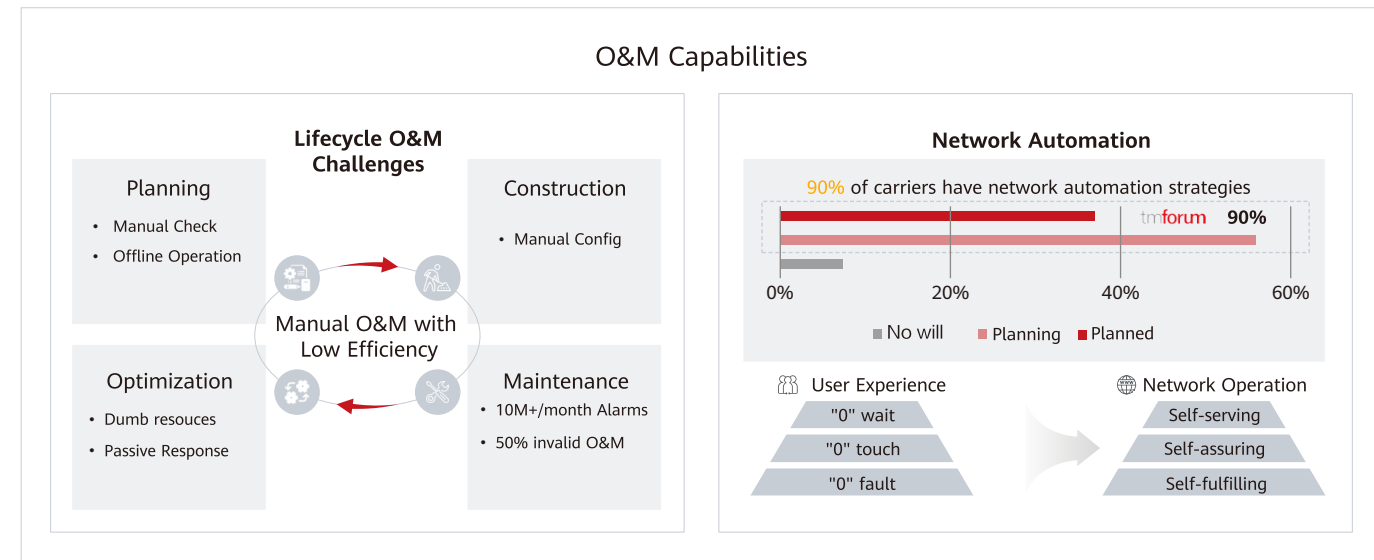 O&M Capabilities
Lifecycle O&M
Challenges
Planning
• Manual Check
• Offline Operation
Construction
• Manual Config
Manual O&M with
Low Efficiency
Optimization
• Dumb resouces
• Passive Response
Maintenance
• 10M+/month Alarms
• 50% invalid O&M
Network Automation
90% of carriers have network automation strategies
tmforum 90%
0% 20% 40% 60%
No will Planning Planned
User Experience
"0" wait
"0" touch
"0" fault
Network Operation
Self-serving
Self-assuring
Self-fulfilling